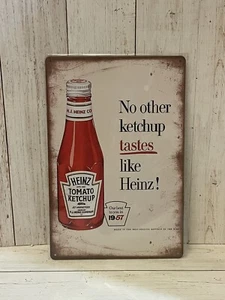 No other
ketchup
tastes
like
Heinz!
H.J. HEINZ CO.
HEINZ
TOMATO
KETCHUP
1957